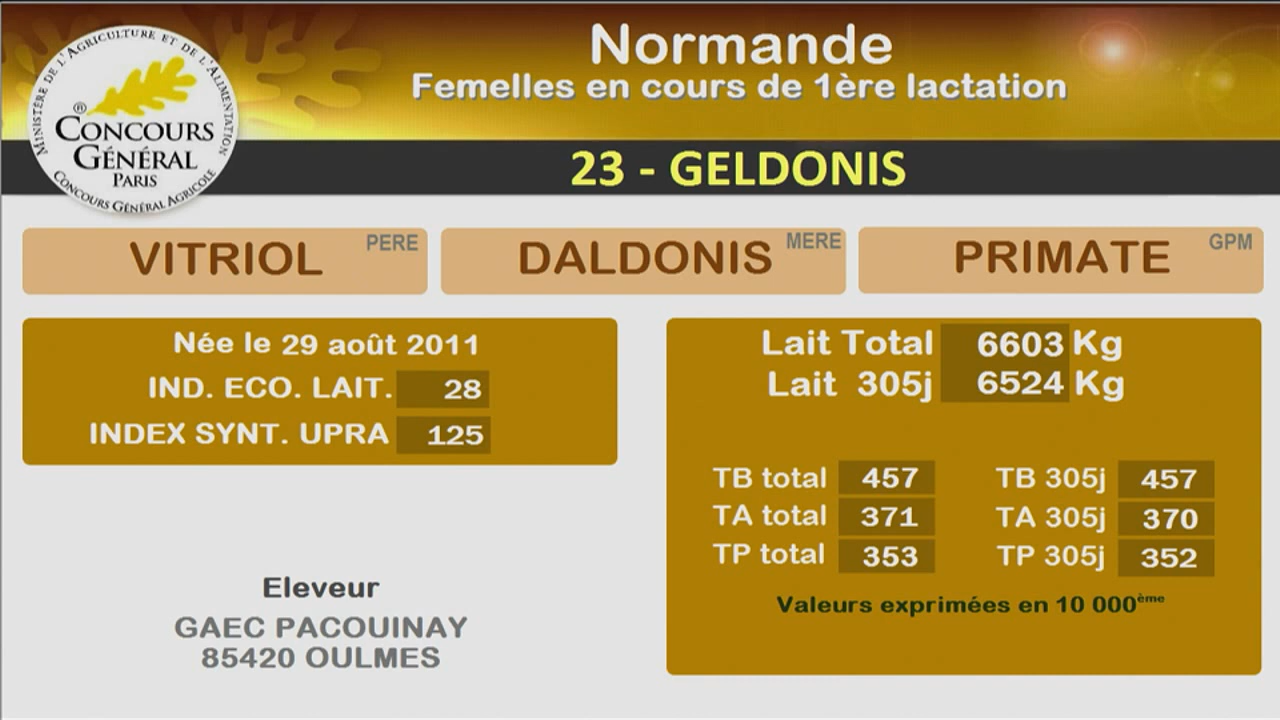 Normande
Femelles en cours de 1ère lactation
MINISTÈRE DE L'AGRICULTURE ET DE L'ALIMENTATION
®
CONCOURS
GÉNÉRAL
PARIS
CONCOURS GÉNÉRAL AGRICOLE
23 - GELDONIS
VITRIOL PERE
DALDONIS MERE
PRIMATE GPM
Née le 29 août 2011
IND. ECO. LAIT. 28
INDEX SYNT. UPRA 125
Lait Total 6603 Kg
Lait 305j 6524 Kg
TB total 457 TB 305j 457
TA total 371 TA 305j 370
TP total 353 TP 305j 352
Valeurs exprimées en 10 000ème
Eleveur
GAEC PACOUINAY
85420 OULMES